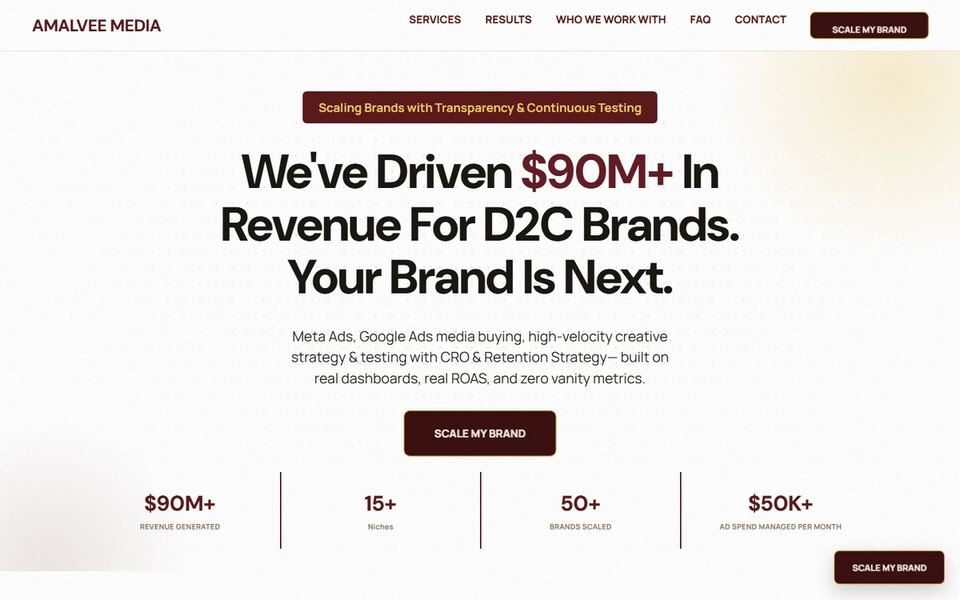 AMALVEE MEDIA
SERVICES
RESULTS
WHO WE WORK WITH
FAQ
CONTACT
SCALE MY BRAND
Scaling Brands with Transparency & Continuous Testing
We've Driven $90M+ In
Revenue For D2C Brands.
Your Brand Is Next.
Meta Ads, Google Ads media buying, high-velocity creative
strategy & testing with CRO & Retention Strategy— built on
real dashboards, real ROAS, and zero vanity metrics.
SCALE MY BRAND
$90M+
REVENUE GENERATED
15+
Niches
50+
BRANDS SCALED
$50K+
AD SPEND MANAGED PER MONTH
SCALE MY BRAND